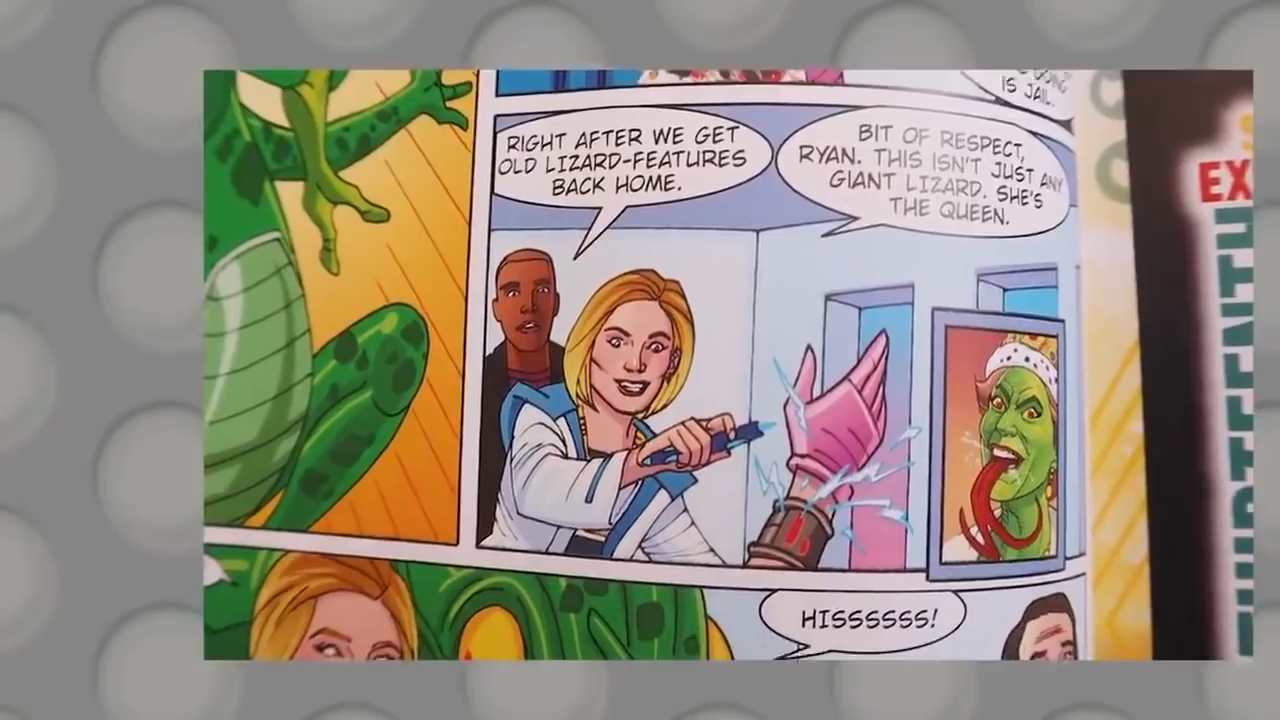 IS JAIL.
RIGHT AFTER WE GET
OLD LIZARD-FEATURES
BACK HOME.
BIT OF RESPECT,
RYAN. THIS ISN'T JUST ANY
GIANT LIZARD. SHE'S
THE QUEEN.
HISSSSSS!
EX
THIRTEENTH